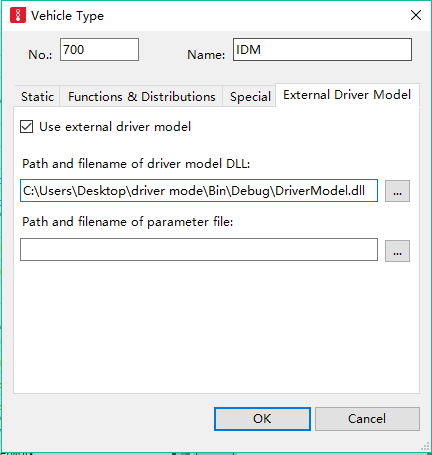 Vehicle Type
No.: 700 Name: IDM
Static Functions & Distributions Special External Driver Model
Use external driver model
Path and filename of driver model DLL:
C:\Users\Desktop\driver mode\Bin\Debug\DriverModel.dll ...
Path and filename of parameter file:
...
OK Cancel